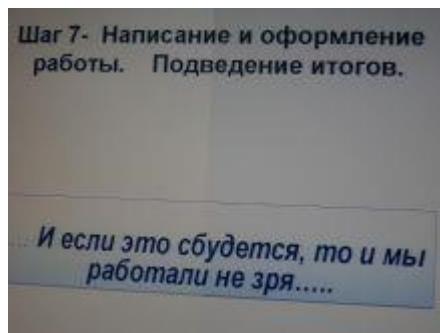 Шаг 7- Написание и оформление
работы. Подведение итогов.
... И если это сбудется, то и мы
работали не зря.....